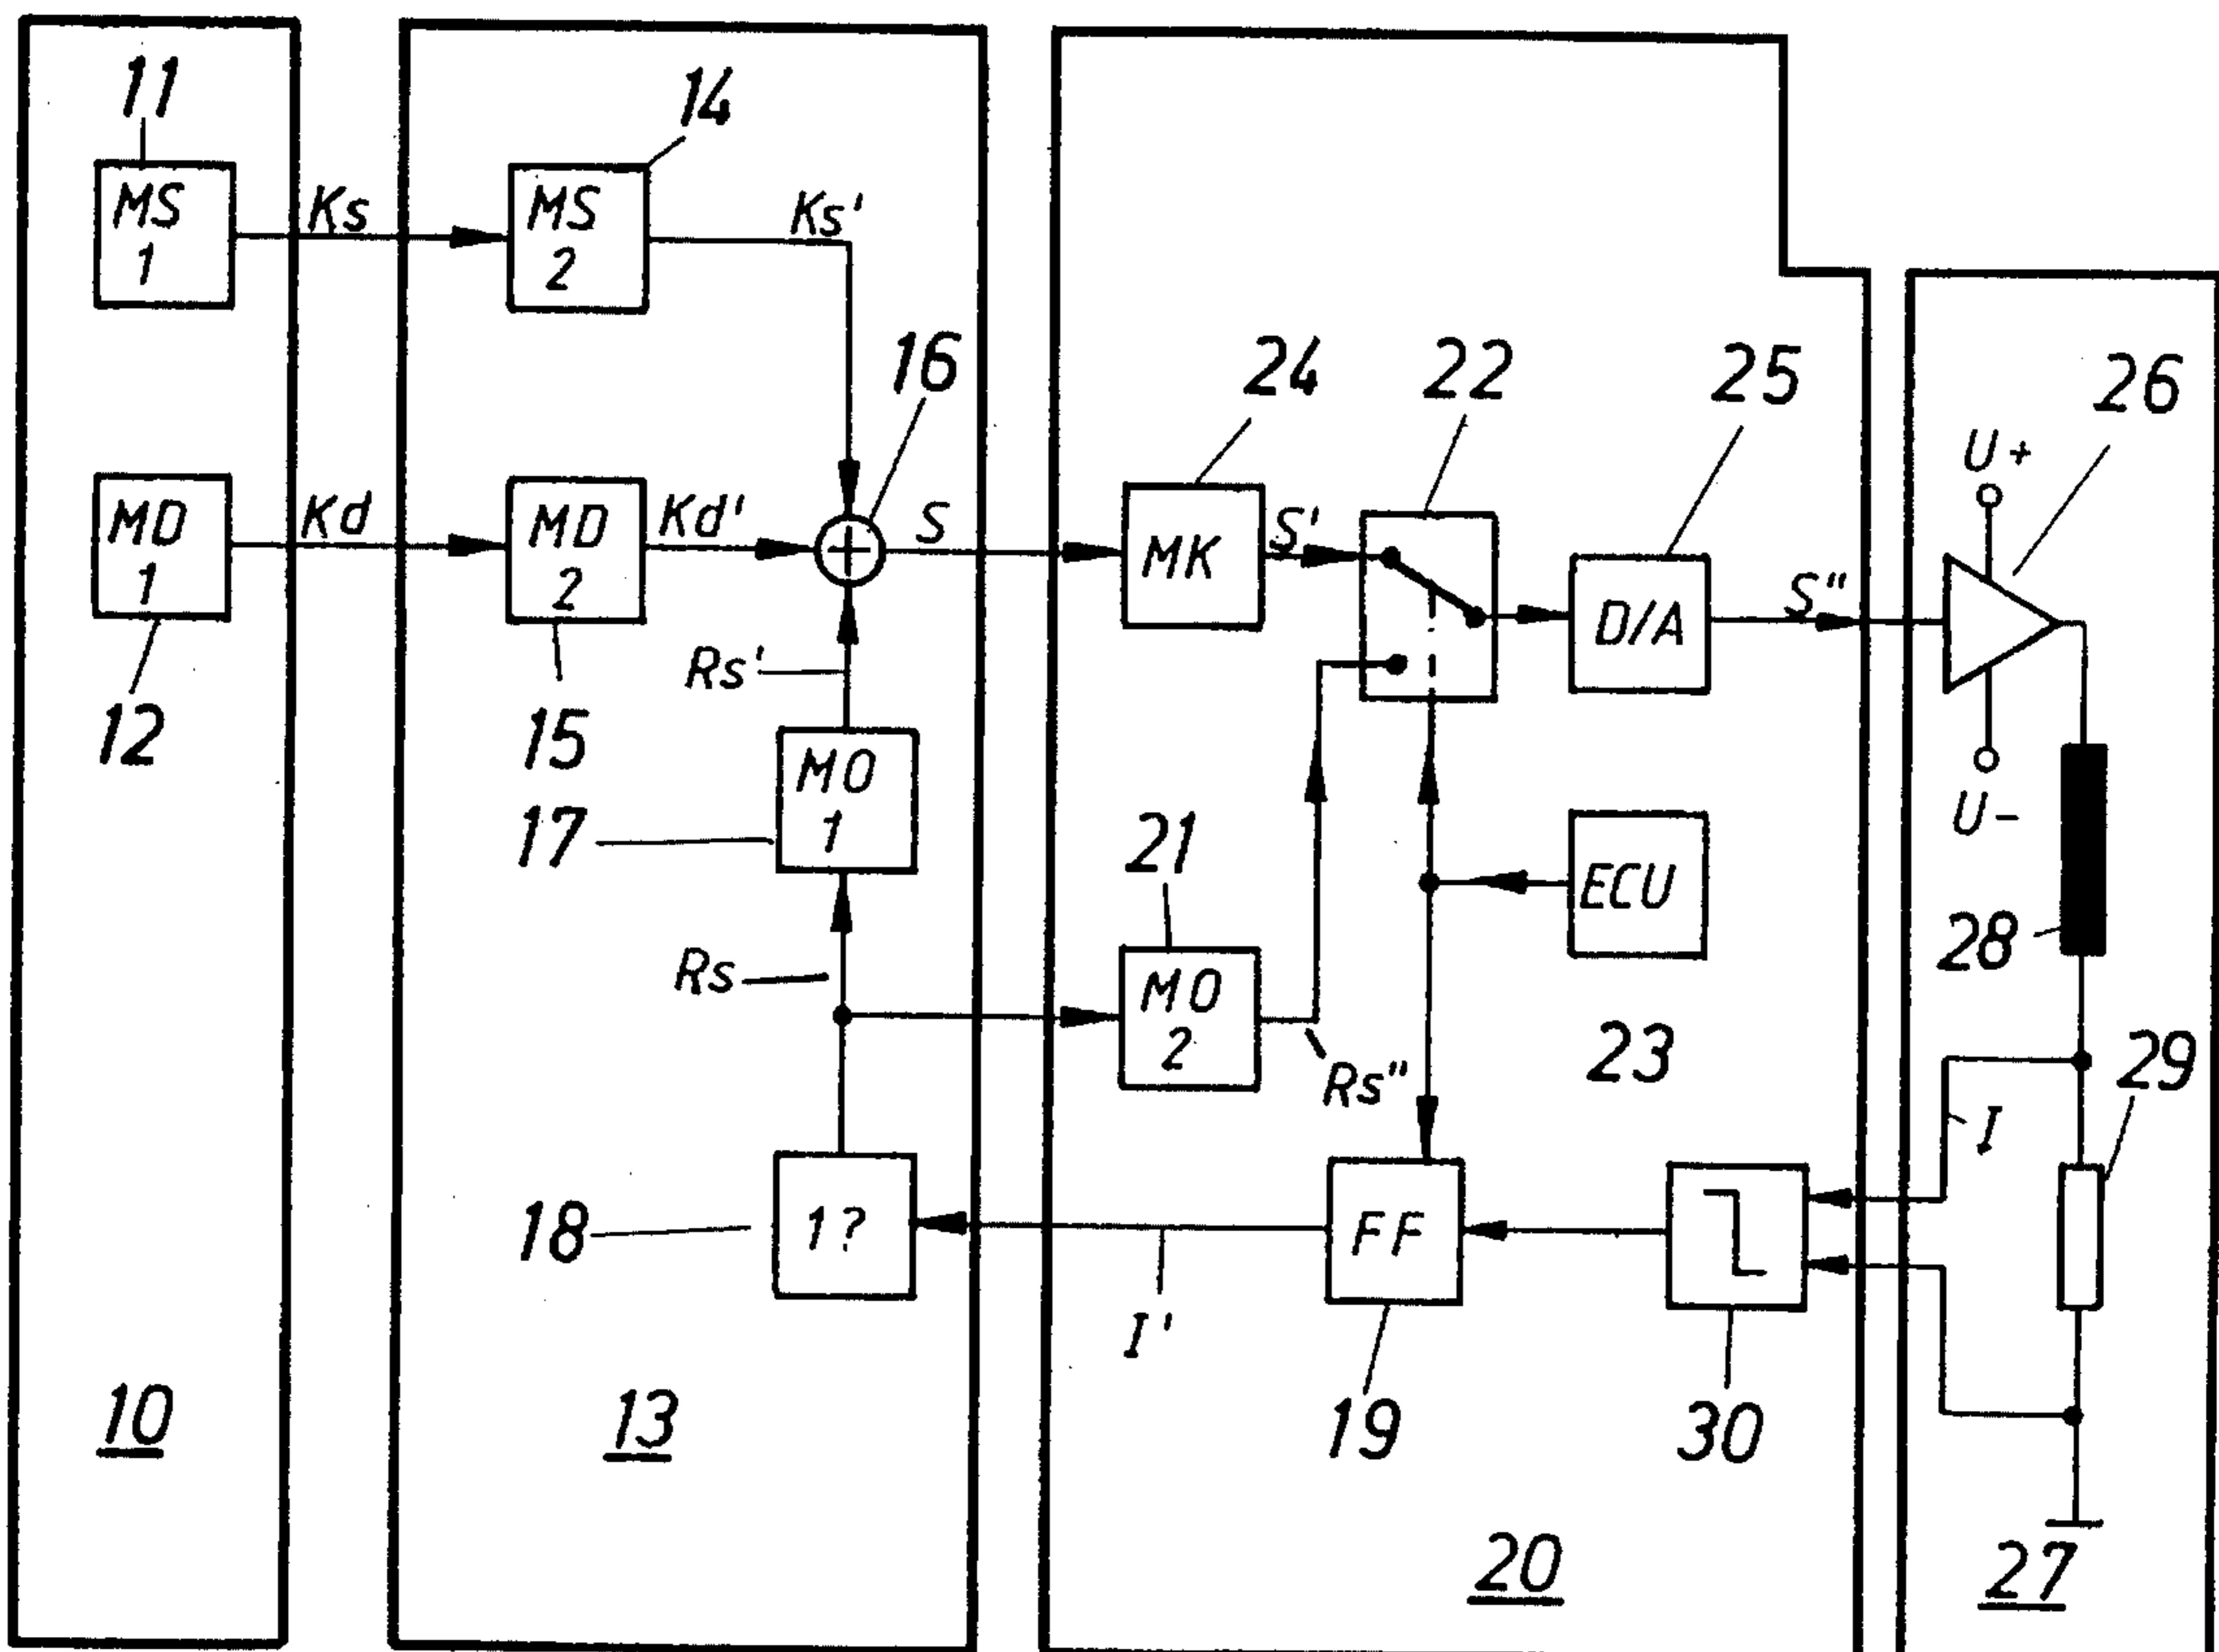 11
MS
1
Ks
MD
1
Kd
12
10
14
MS
2
Ks'
16
MD
2
Kd'
S
15
Rs'
MO
1
17
Rs
1?
18
13
24
22
25
MK
S'
D/A
S"
21
MO
2
Rs"
ECU
23
FF
I'
19
30
20
26
U+
U-
28
29
I
27